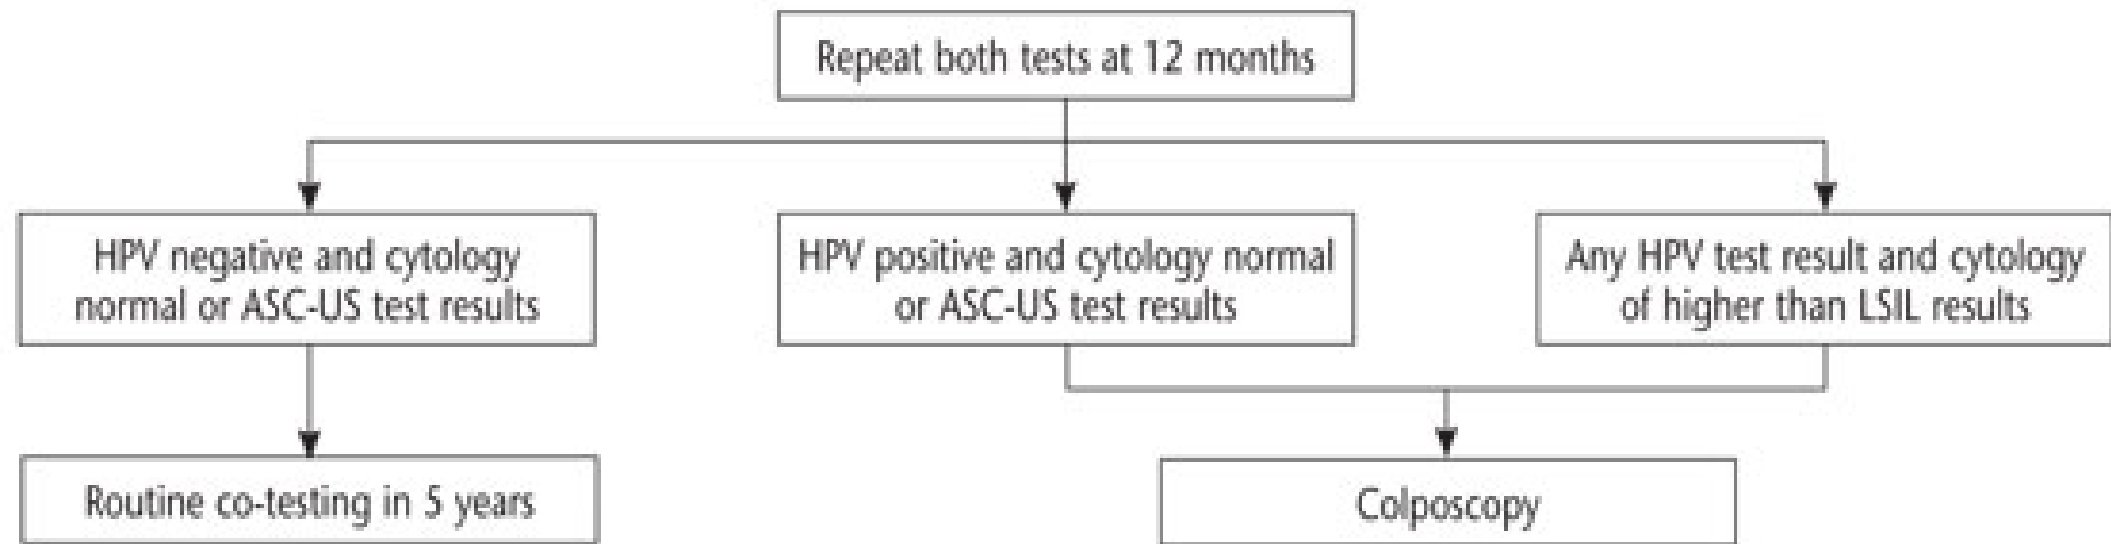 Repeat both tests at 12 months
HPV negative and cytology
normal or ASC-US test results
HPV positive and cytology normal
or ASC-US test results
Any HPV test result and cytology
of higher than LSIL results
Routine co-testing in 5 years
Colposcopy